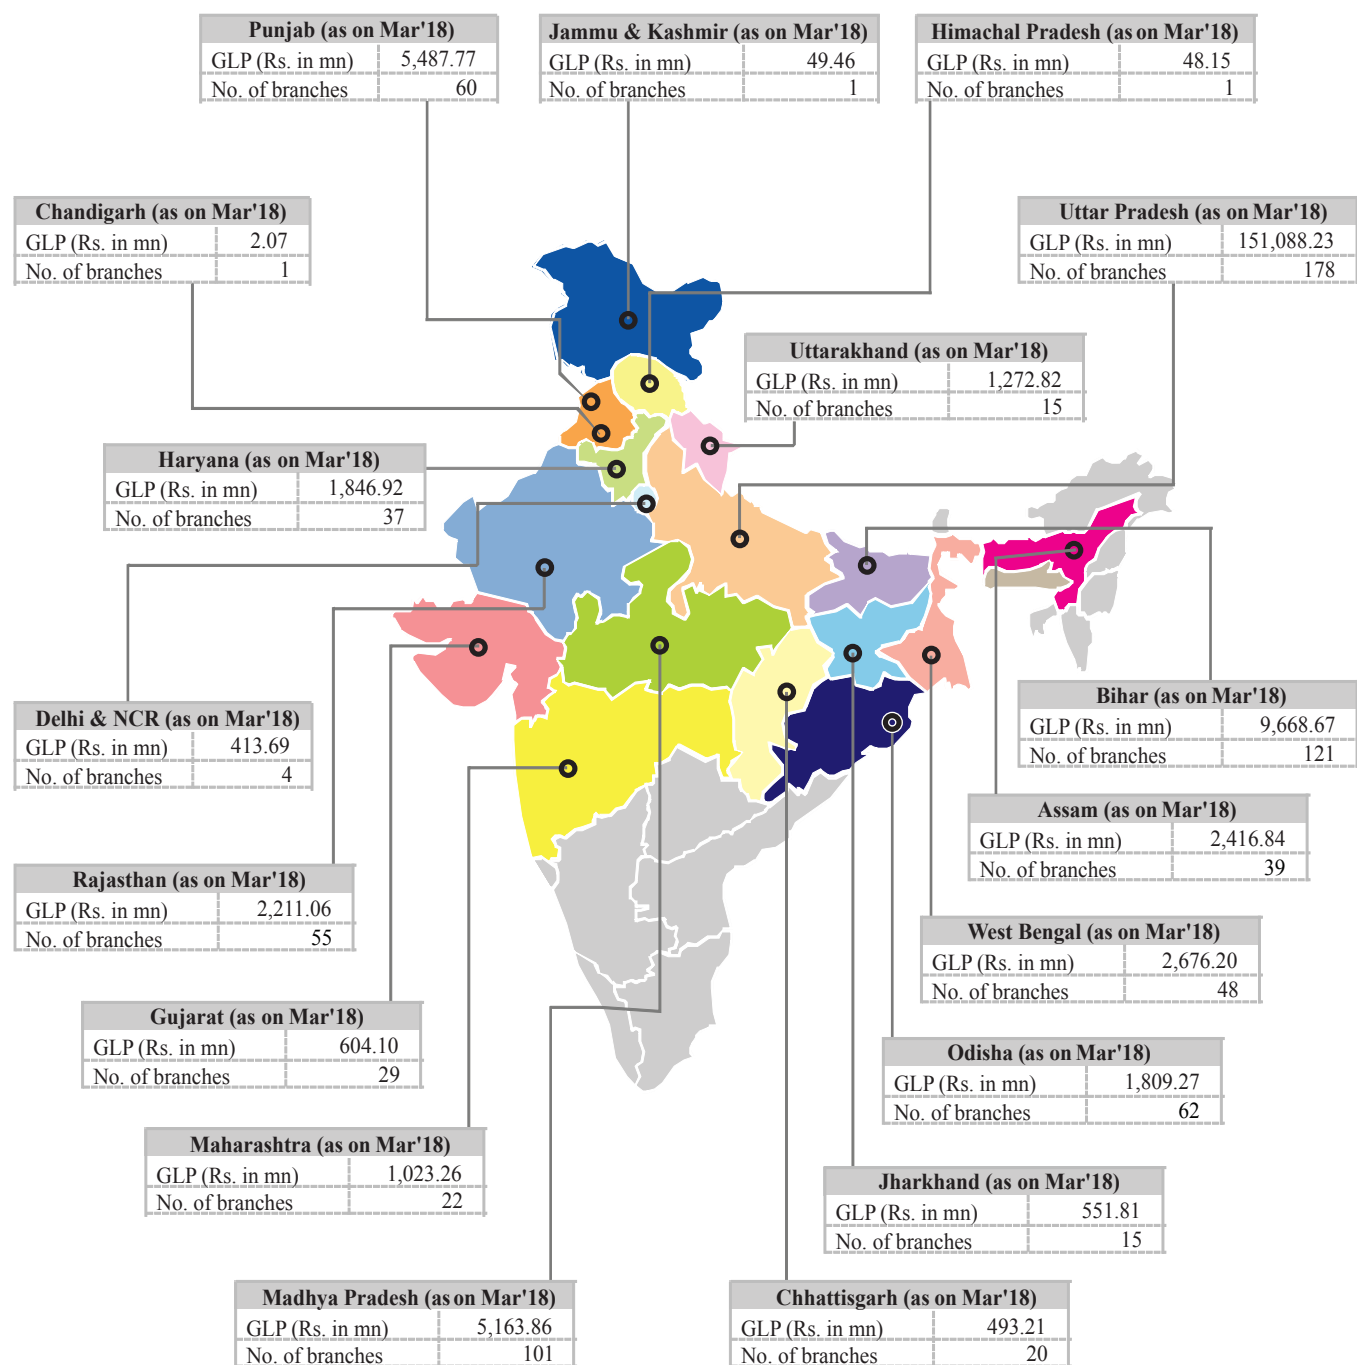 Punjab (as on Mar'18)
GLP (Rs. in mn) 5,487.77
No. of branches 60
Jammu & Kashmir (as on Mar'18)
GLP (Rs. in mn) 49.46
No. of branches 1
Himachal Pradesh (as on Mar'18)
GLP (Rs. in mn) 48.15
No. of branches 1
Chandigarh (as on Mar'18)
GLP (Rs. in mn) 2.07
No. of branches 1
Uttar Pradesh (as on Mar'18)
GLP (Rs. in mn) 151,088.23
No. of branches 178
Uttarakhand (as on Mar'18)
GLP (Rs. in mn) 1,272.82
No. of branches 15
Haryana (as on Mar'18)
GLP (Rs. in mn) 1,846.92
No. of branches 37
Delhi & NCR (as on Mar'18)
GLP (Rs. in mn) 413.69
No. of branches 4
Bihar (as on Mar'18)
GLP (Rs. in mn) 9,668.67
No. of branches 121
Assam (as on Mar'18)
GLP (Rs. in mn) 2,416.84
No. of branches 39
Rajasthan (as on Mar'18)
GLP (Rs. in mn) 2,211.06
No. of branches 55
West Bengal (as on Mar'18)
GLP (Rs. in mn) 2,676.20
No. of branches 48
Gujarat (as on Mar'18)
GLP (Rs. in mn) 604.10
No. of branches 29
Odisha (as on Mar'18)
GLP (Rs. in mn) 1,809.27
No. of branches 62
Maharashtra (as on Mar'18)
GLP (Rs. in mn) 1,023.26
No. of branches 22
Jharkhand (as on Mar'18)
GLP (Rs. in mn) 551.81
No. of branches 15
Madhya Pradesh (as on Mar'18)
GLP (Rs. in mn) 5,163.86
No. of branches 101
Chhattisgarh (as on Mar'18)
GLP (Rs. in mn) 493.21
No. of branches 20